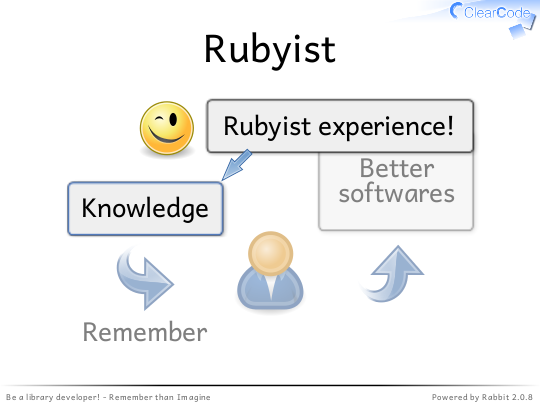 ClearCode
Rubyist
Rubyist experience!
Better
softwares
Knowledge
Remember
Be a library developer! - Remember than Imagine
Powered by Rabbit 2.0.8